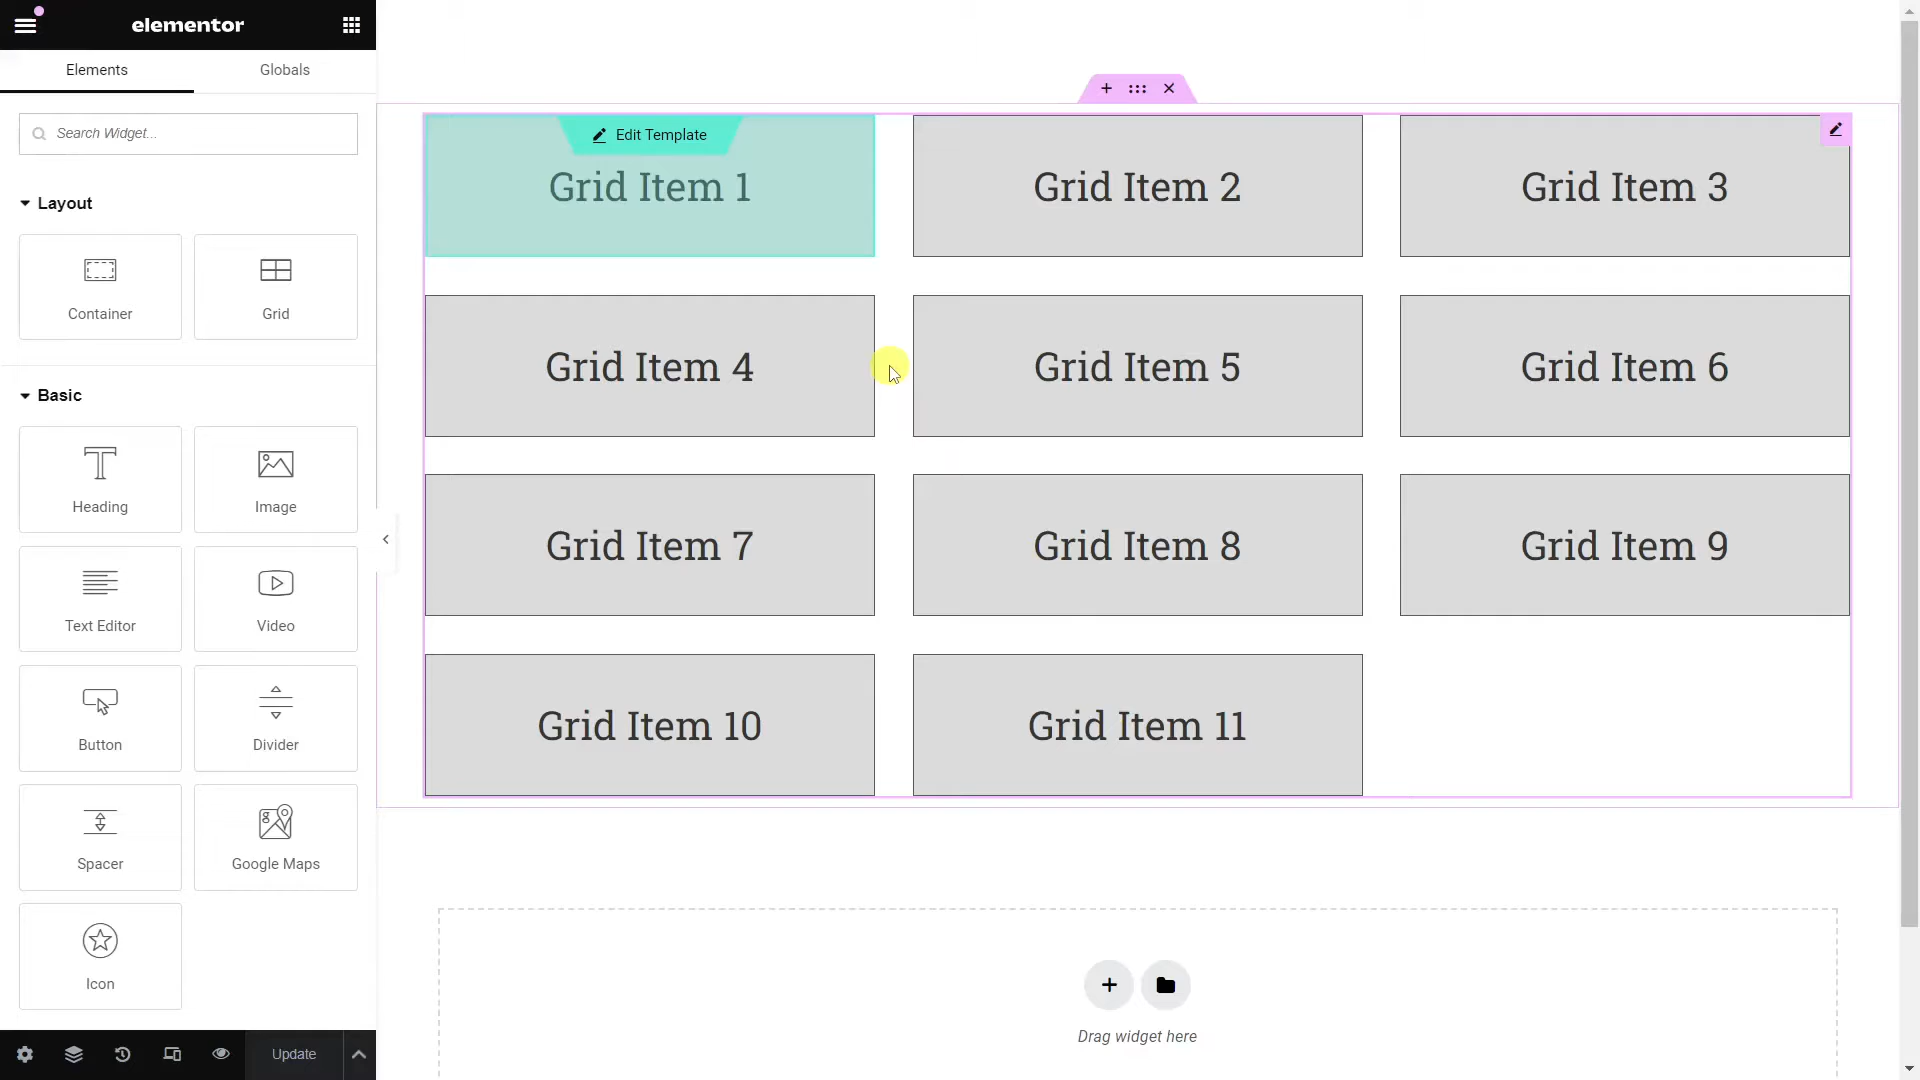 elementor
Elements
Globals
Search Widget...
Layout
Container
Grid
Basic
Heading
Image
Text Editor
Video
Button
Divider
Spacer
Google Maps
Icon
Update
Edit Template
Grid Item 1
Grid Item 2
Grid Item 3
Grid Item 4
Grid Item 5
Grid Item 6
Grid Item 7
Grid Item 8
Grid Item 9
Grid Item 10
Grid Item 11
Drag widget here